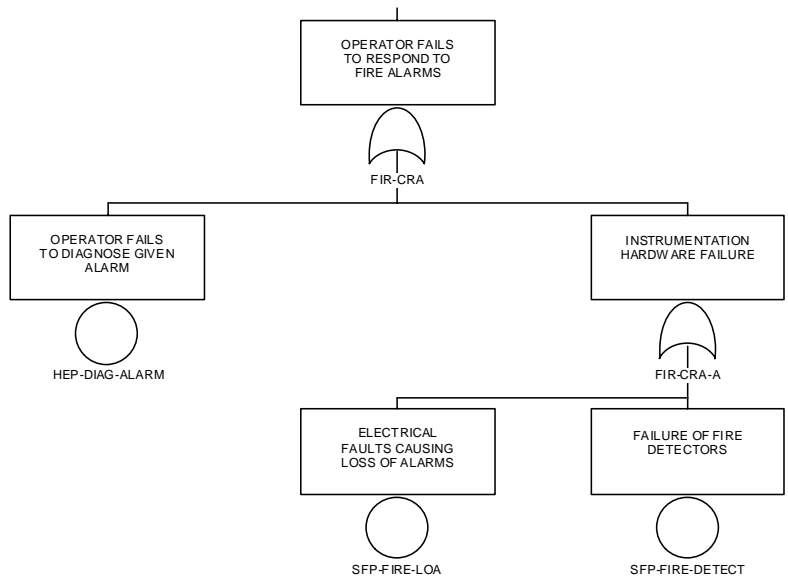 OPERATOR FAILS
TO RESPOND TO
FIRE ALARMS
FIR-CRA
OPERATOR FAILS
TO DIAGNOSE GIVEN
ALARM
HEP-DIAG-ALARM
INSTRUMENTATION
HARDWARE FAILURE
FIR-CRA-A
ELECTRICAL
FAULTS CAUSING
LOSS OF ALARMS
SFP-FIRE-LOA
FAILURE OF FIRE
DETECTORS
SFP-FIRE-DETECT